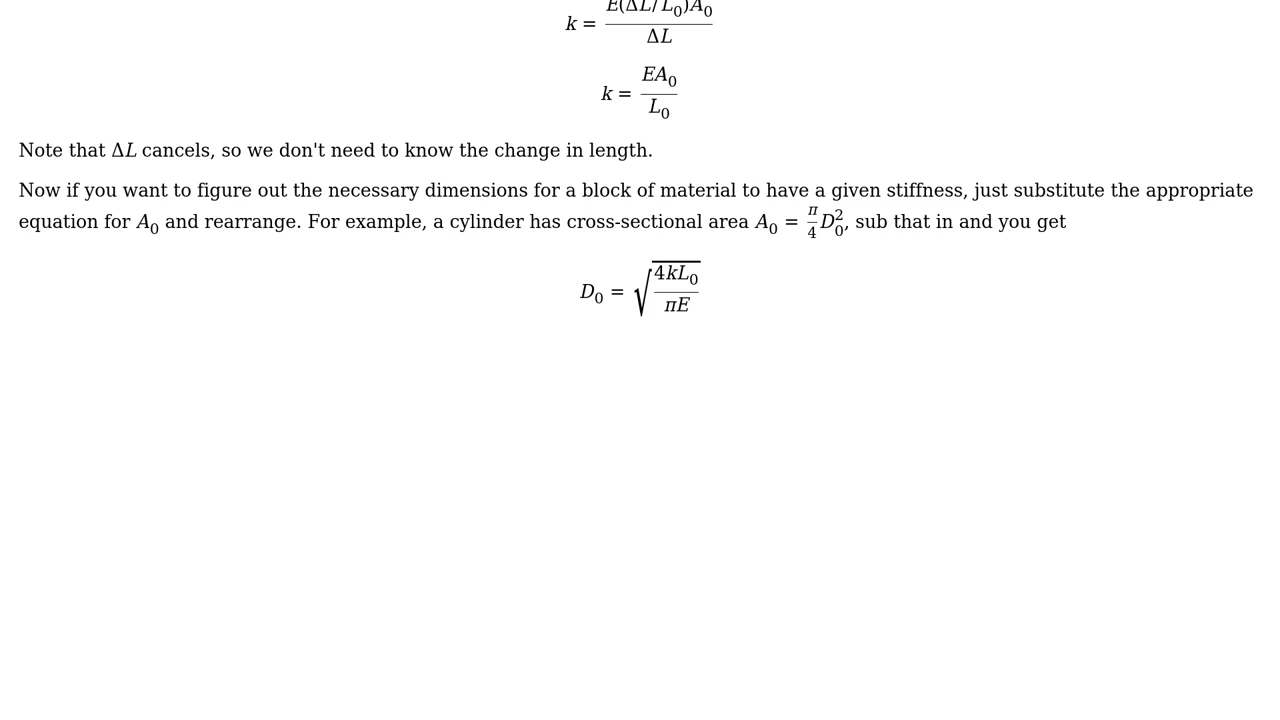 k = E(ΔL/L₀)A₀ / ΔL
k = EA₀ / L₀
Note that ΔL cancels, so we don't need to know the change in length.
Now if you want to figure out the necessary dimensions for a block of material to have a given stiffness, just substitute the appropriate
equation for A₀ and rearrange. For example, a cylinder has cross-sectional area A₀ = π/4 D₀², sub that in and you get
D₀ = √(4kL₀ / πE)